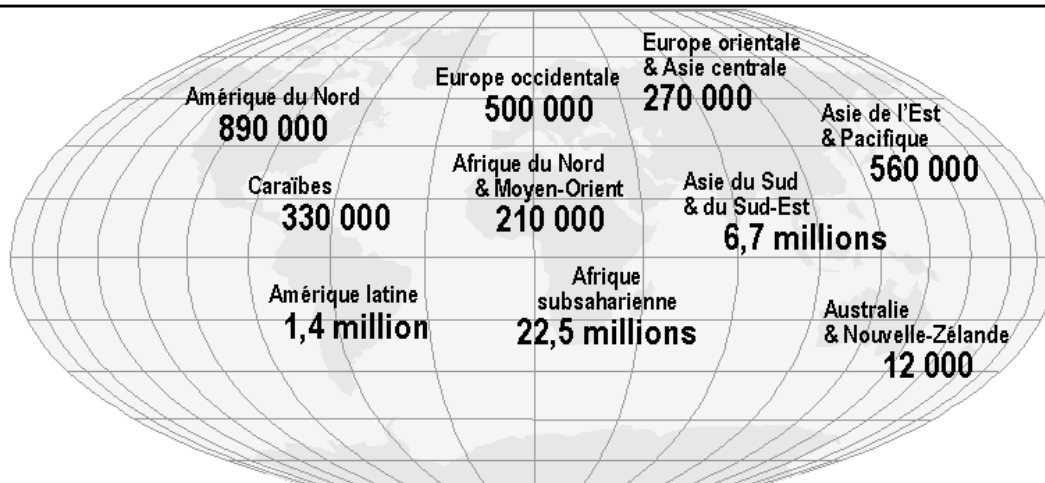 Amérique du Nord
890 000
Europe occidentale
500 000
Europe orientale
& Asie centrale
270 000
Asie de l'Est
& Pacifique
560 000
Caraïbes
330 000
Afrique du Nord
& Moyen-Orient
210 000
Asie du Sud
& du Sud-Est
6,7 millions
Amérique latine
1,4 million
Afrique
subsaharienne
22,5 millions
Australie
& Nouvelle-Zélande
12 000